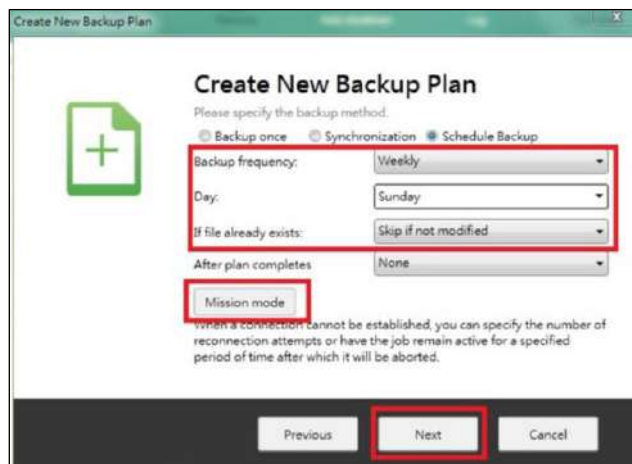 Create New Backup Plan
Create New Backup Plan
Please specify the backup method.
Backup once Synchronization Schedule Backup
Backup frequency: Weekly
Day: Sunday
If file already exists: Skip if not modified
After plan completes None
Mission mode
When a connection cannot be established, you can specify the number of
reconnection attempts or have the job remain active for a specified
period of time after which it will be aborted.
Previous Next Cancel